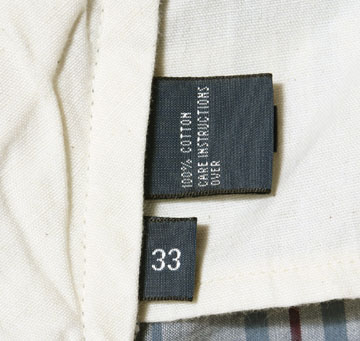 100% COTTON
CARE INSTRUCTIONS
OVER
33